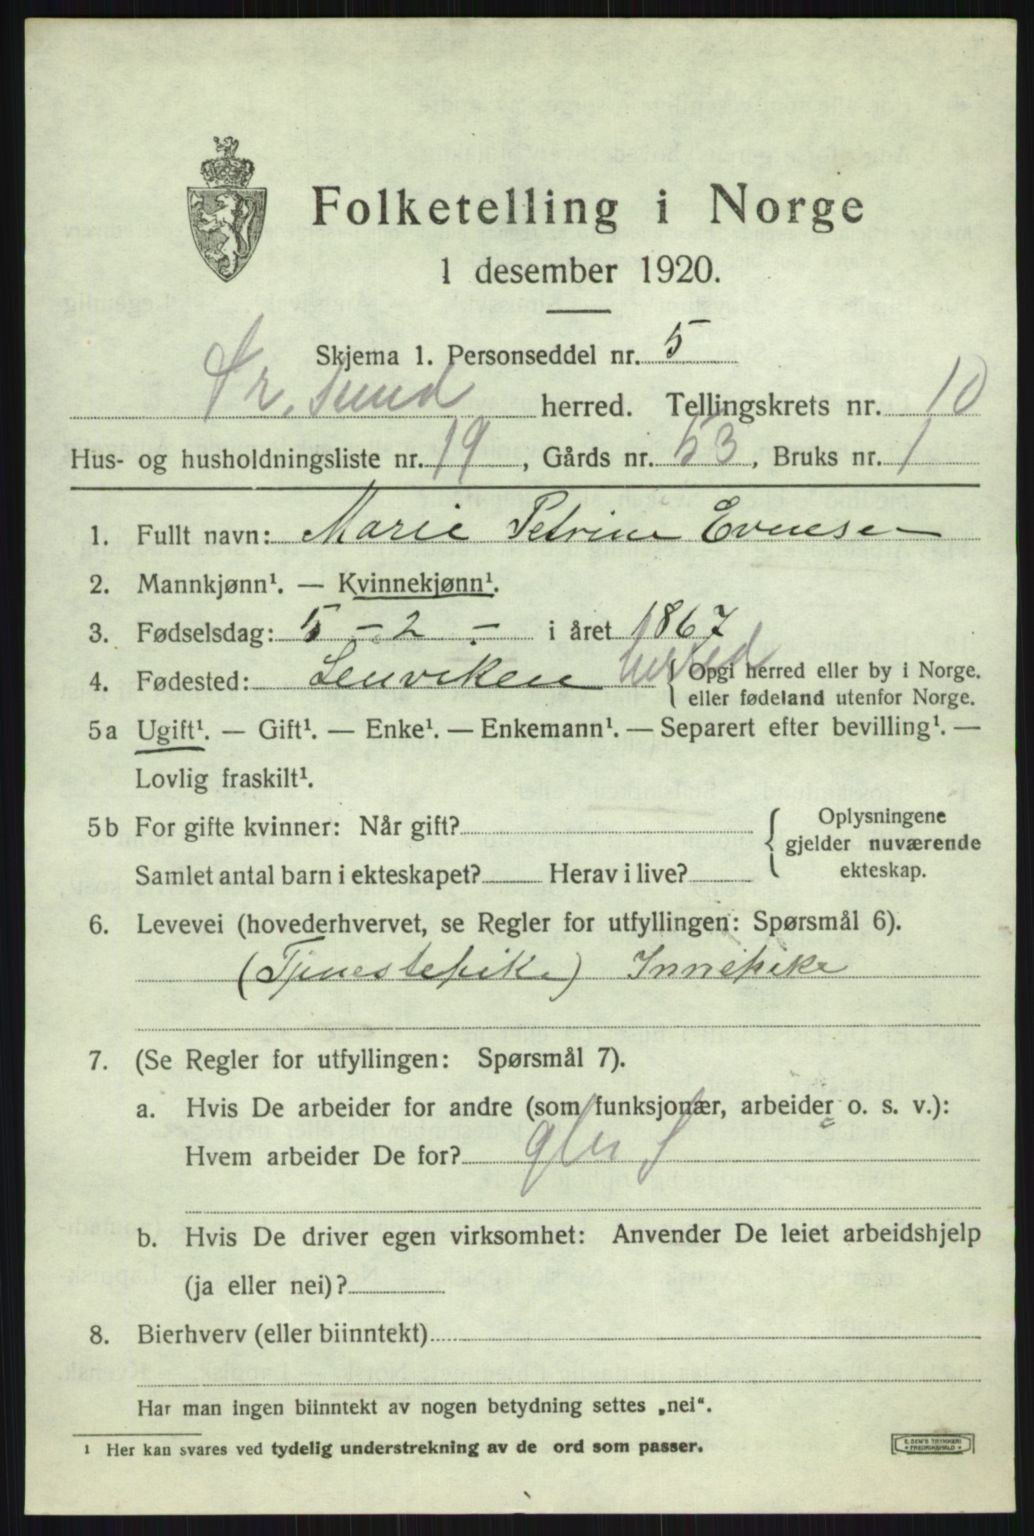 Folketelling i Norge
1 desember 1920.
Skjema 1. Personseddel nr. 5
Tr.sund herred. Tellingskrets nr. 10
Hus- og husholdningsliste nr. 19, Gårds nr. 53, Bruks nr. 1
1. Fullt navn: Marie Petrine Evensen
2. Mannkjønn¹. — Kvinnekjønn¹.
3. Fødselsdag: 5 - 2 - i året 1867
4. Fødested: Lenviken herred { Opgi herred eller by i Norge,
eller fødeland utenfor Norge.
5a Ugift¹. — Gift¹. — Enke¹. — Enkemann¹. — Separert efter bevilling¹. —
Lovlig fraskilt¹.
5b For gifte kvinner: Når gift?
Samlet antal barn i ekteskapet? Herav i live?
{ Oplysningene
gjelder nuværende
ekteskap.
6. Levevei (hovederhvervet, se Regler for utfyllingen: Spørsmål 6).
(Tjenestepike) Innepike
7. (Se Regler for utfyllingen: Spørsmål 7).
a. Hvis De arbeider for andre (som funksjonær, arbeider o. s. v.):
Hvem arbeider De for?
b. Hvis De driver egen virksomhet: Anvender De leiet arbeidshjelp
(ja eller nei)?
8. Bierhverv (eller biinntekt)
Har man ingen biinntekt av nogen betydning settes „nei".
¹ Her kan svares ved tydelig understrekning av de ord som passer.
E. SEM'S TRYKKERI
FREDRIKSHALD